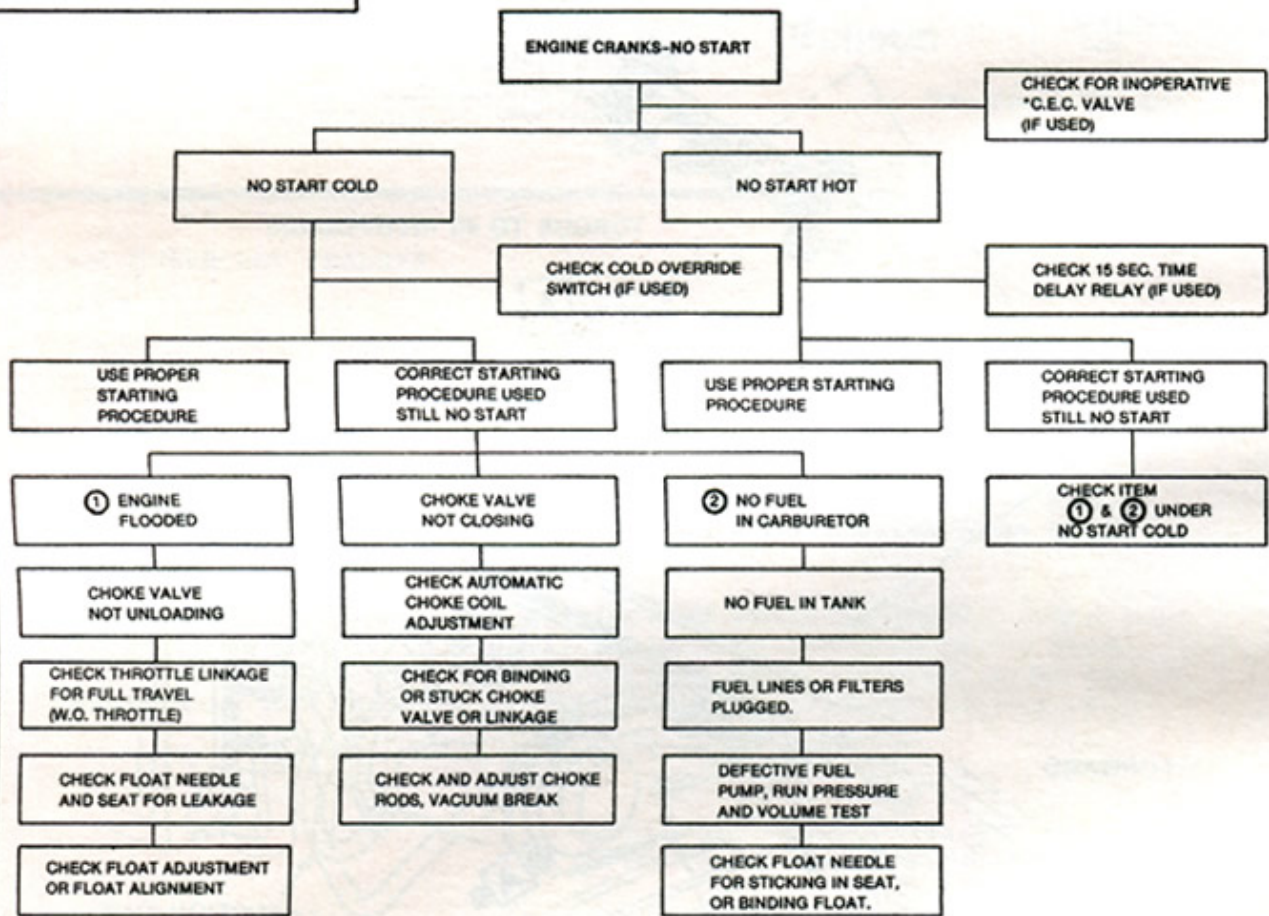 ENGINE CRANKS-NO START
CHECK FOR INOPERATIVE
*C.E.C. VALVE
(IF USED)
NO START COLD
NO START HOT
CHECK COLD OVERRIDE
SWITCH (IF USED)
CHECK 15 SEC. TIME
DELAY RELAY (IF USED)
USE PROPER
STARTING
PROCEDURE
CORRECT STARTING
PROCEDURE USED
STILL NO START
USE PROPER STARTING
PROCEDURE
CORRECT STARTING
PROCEDURE USED
STILL NO START
① ENGINE
FLOODED
CHOKE VALVE
NOT CLOSING
② NO FUEL
IN CARBURETOR
CHECK ITEM
① & ② UNDER
NO START COLD
CHOKE VALVE
NOT UNLOADING
CHECK AUTOMATIC
CHOKE COIL
ADJUSTMENT
NO FUEL IN TANK
CHECK THROTTLE LINKAGE
FOR FULL TRAVEL
(W.O. THROTTLE)
CHECK FOR BINDING
OR STUCK CHOKE
VALVE OR LINKAGE
FUEL LINES OR FILTERS
PLUGGED.
CHECK FLOAT NEEDLE
AND SEAT FOR LEAKAGE
CHECK AND ADJUST CHOKE
RODS, VACUUM BREAK
DEFECTIVE FUEL
PUMP, RUN PRESSURE
AND VOLUME TEST
CHECK FLOAT ADJUSTMENT
OR FLOAT ALIGNMENT
CHECK FLOAT NEEDLE
FOR STICKING IN SEAT,
OR BINDING FLOAT.